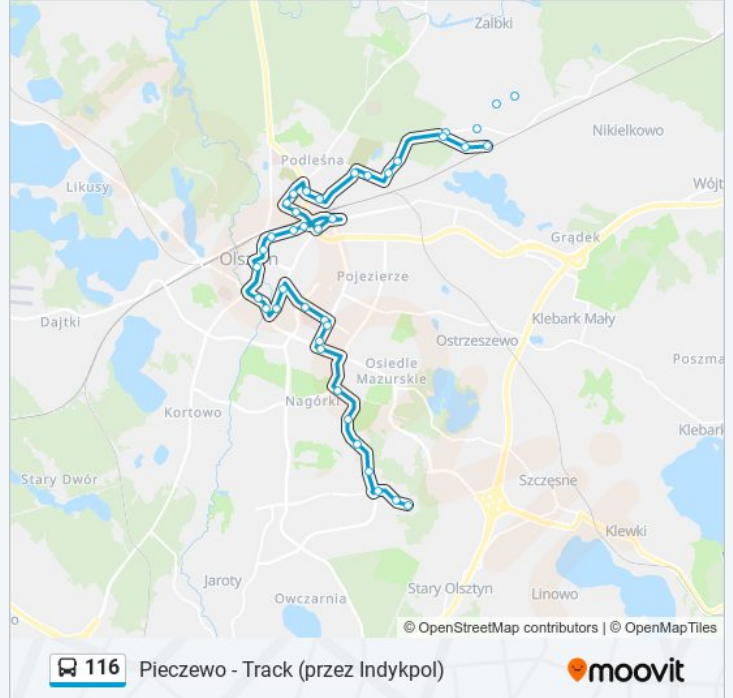 Zalbki
Nikielkowo
Podleśna
Likusy
Wójt
Grądek
Olsztyn
Pojezierze
Dajtki
Klebark Mały
Ostrzeszewo
Poszma
Osiedle
Mazurskie
Nagórki
Kortowo
Klebark
Stary Dwór
Szczęsne
Klewki
Jaroty
Stary Olsztyn
Linowo
Owczarnia
© OpenStreetMap contributors | © OpenMapTiles
116 Pieczewo - Track (przez Indykpol)
moovit